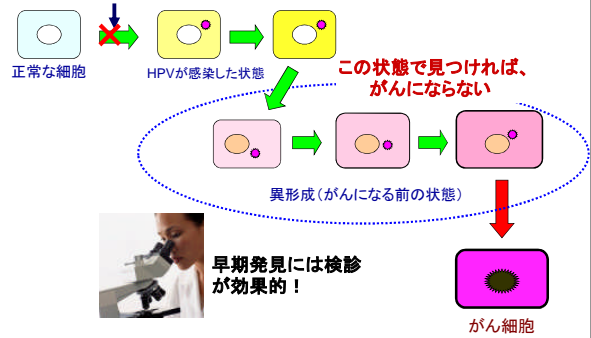 正常な細胞
HPVが感染した状態
この状態で見つければ、
がんにならない
異形成(がんになる前の状態)
早期発見には検診
が効果的!
がん細胞